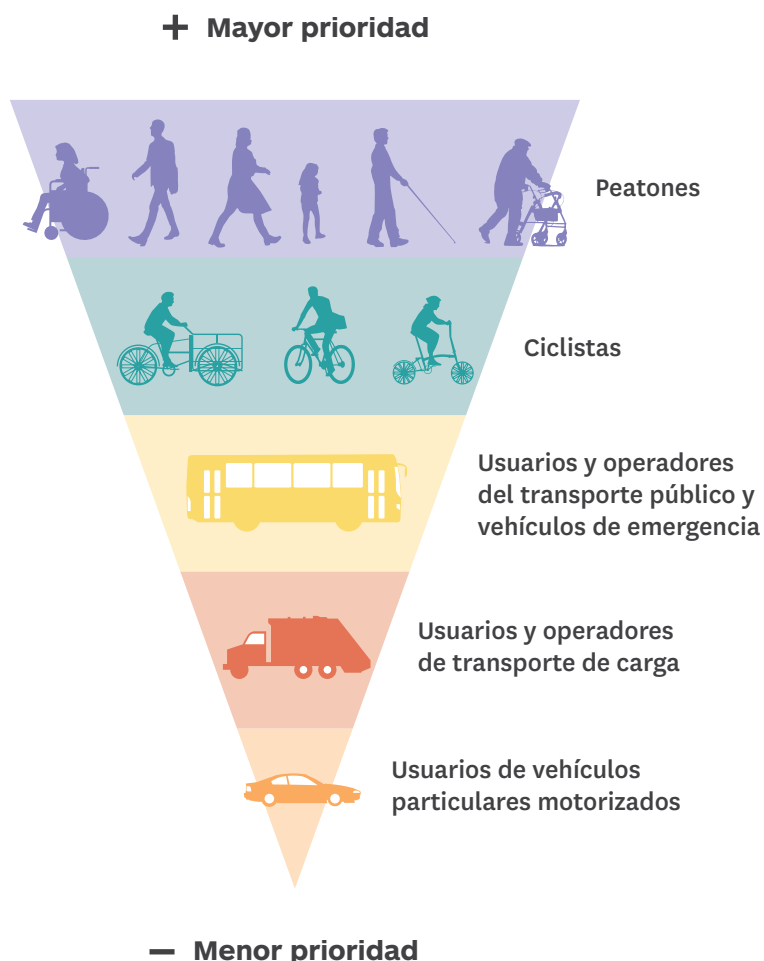 + Mayor prioridad
Peatones
Ciclistas
Usuarios y operadores
del transporte público y
vehículos de emergencia
Usuarios y operadores
de transporte de carga
Usuarios de vehículos
particulares motorizados
− Menor prioridad